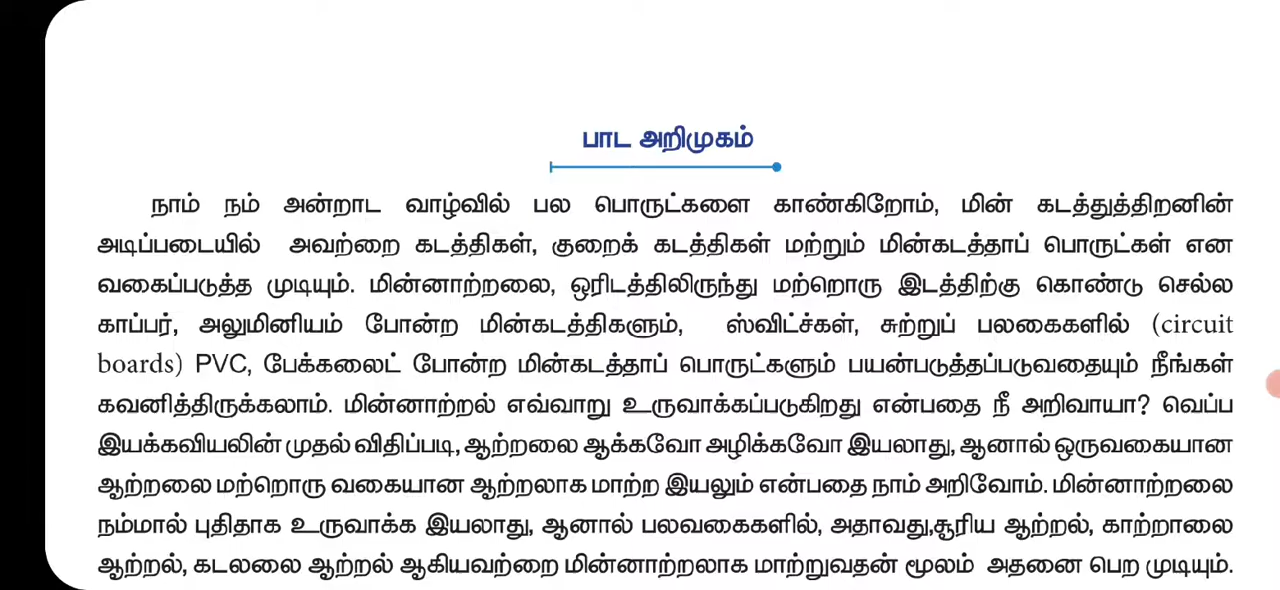 பாட அறிமுகம்
நாம் நம் அன்றாட வாழ்வில் பல பொருட்களை காண்கிறோம், மின் கடத்துத்திறனின்
அடிப்படையில் அவற்றை கடத்திகள், குறைக் கடத்திகள் மற்றும் மின்கடத்தாப் பொருட்கள் என
வகைப்படுத்த முடியும். மின்னாற்றலை, ஒரிடத்திலிருந்து மற்றொரு இடத்திற்கு கொண்டு செல்ல
காப்பர், அலுமினியம் போன்ற மின்கடத்திகளும், ஸ்விட்ச்கள், சுற்றுப் பலகைகளில் (circuit
boards) PVC, பேக்கலைட் போன்ற மின்கடத்தாப் பொருட்களும் பயன்படுத்தப்படுவதையும் நீங்கள்
கவனித்திருக்கலாம். மின்னாற்றல் எவ்வாறு உருவாக்கப்படுகிறது என்பதை நீ அறிவாயா? வெப்ப
இயக்கவியலின் முதல் விதிப்படி, ஆற்றலை ஆக்கவோ அழிக்கவோ இயலாது, ஆனால் ஒருவகையான
ஆற்றலை மற்றொரு வகையான ஆற்றலாக மாற்ற இயலும் என்பதை நாம் அறிவோம். மின்னாற்றலை
நம்மால் புதிதாக உருவாக்க இயலாது, ஆனால் பலவகைகளில், அதாவது,சூரிய ஆற்றல், காற்றாலை
ஆற்றல், கடலலை ஆற்றல் ஆகியவற்றை மின்னாற்றலாக மாற்றுவதன் மூலம் அதனை பெற முடியும்.